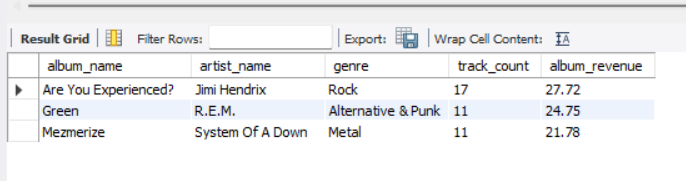 Result Grid Filter Rows: Export: Wrap Cell Content: IA
album_name artist_name genre track_count album_revenue
Are You Experienced? Jimi Hendrix Rock 17 27.72
Green R.E.M. Alternative & Punk 11 24.75
Mezmerize System Of A Down Metal 11 21.78